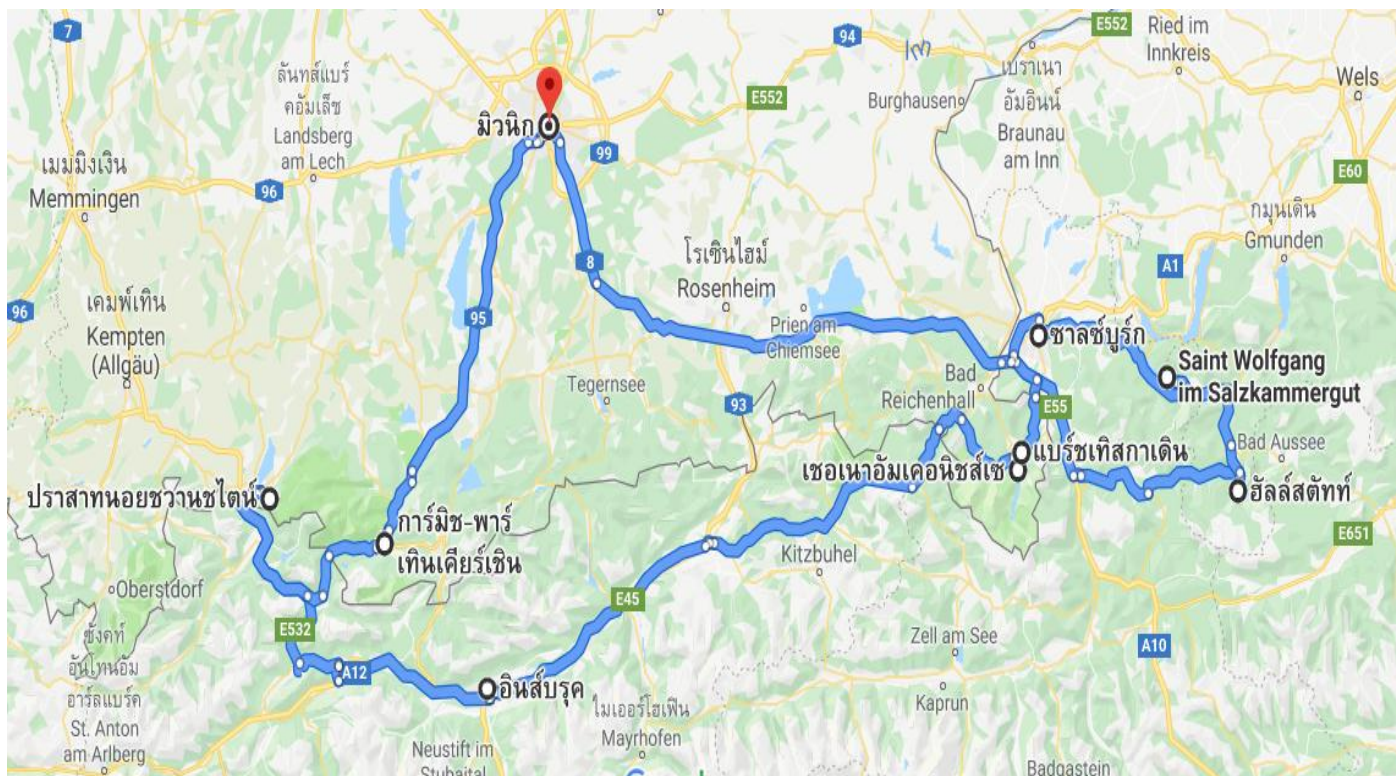 7
E552
Ried im
Innkreis
94
ลันทส์แบร์
คอัมเล็ช
Landsberg
am Lech
เบราเนา
อัมอินน์
Braunau
am Inn
Wels
E552
Burghausen
มิวนิก
99
เมมมิงเงิน
Memmingen
96
E60
กมุนเดิน
Gmunden
A1
โรเซินไฮม์
Rosenheim
8
เคมพ์เทิน
Kempten
(Allgäu)
96
95
Prien am
Chiemsee
ซาลซ์บูร์ก
Saint Wolfgang
im Salzkammergut
Tegernsee
93
Bad
Reichenhall
E55
Bad Aussee
แบร์ชเทิสกาเดิน
เชอเนาอัมเคอนิชส์เซ
ฮัลล์สตัทท์
ปราสาทนอยชวานชไตน์
การ์มิช-พาร์
เทินเคียร์เชิน
Kitzbuhel
E651
Oberstdorf
E45
E532
ซังคท์
อันโทนอัม
อาร์ลแบร์ค
St. Anton
am Arlberg
A12
Zell am See
A10
อินส์บรุค
ไมเออร์โฮเฟิน
Mayrhofen
Kaprun
Neustift im
Stubaital
Badgastein